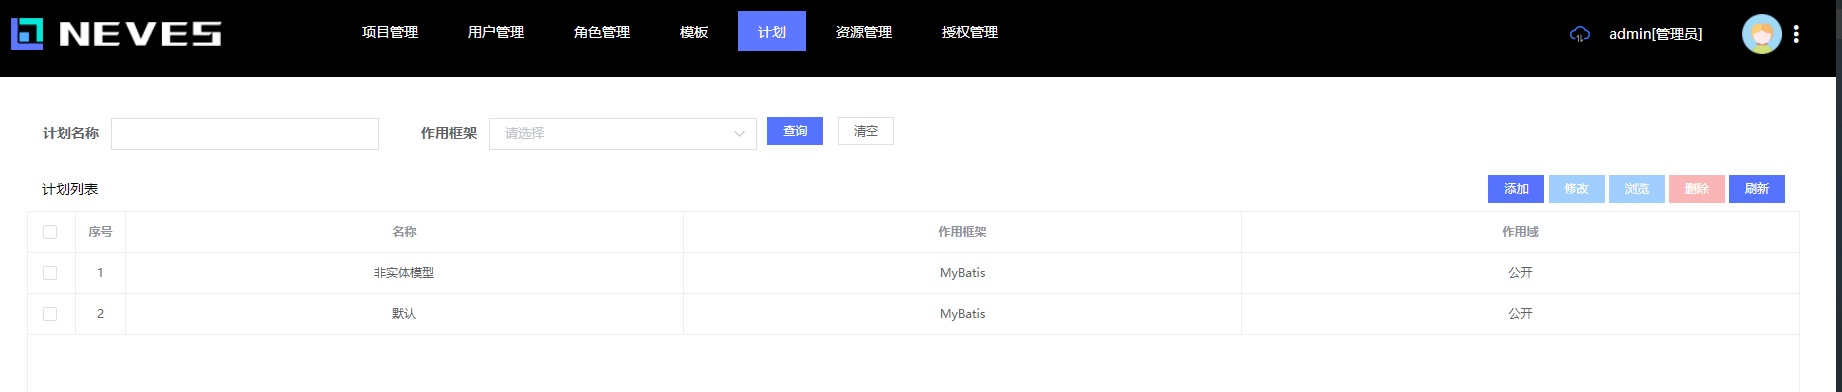 NEVES 项目管理 用户管理 角色管理 模板 计划 资源管理 授权管理 admin[管理员]
计划名称 作用框架 请选择 查询 清空
计划列表 添加 修改 浏览 删除 刷新
序号 名称 作用框架 作用域
1 非实体模型 MyBatis 公开
2 默认 MyBatis 公开